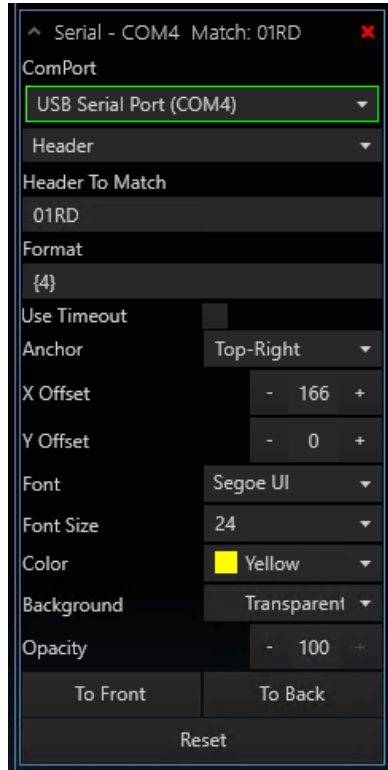 Serial - COM4 Match: 01RD
ComPort
USB Serial Port (COM4)
Header
Header To Match
01RD
Format
{4}
Use Timeout
Anchor Top-Right
X Offset - 166 +
Y Offset - 0 +
Font Segoe UI
Font Size 24
Color Yellow
Background Transparent
Opacity - 100 +
To Front To Back
Reset